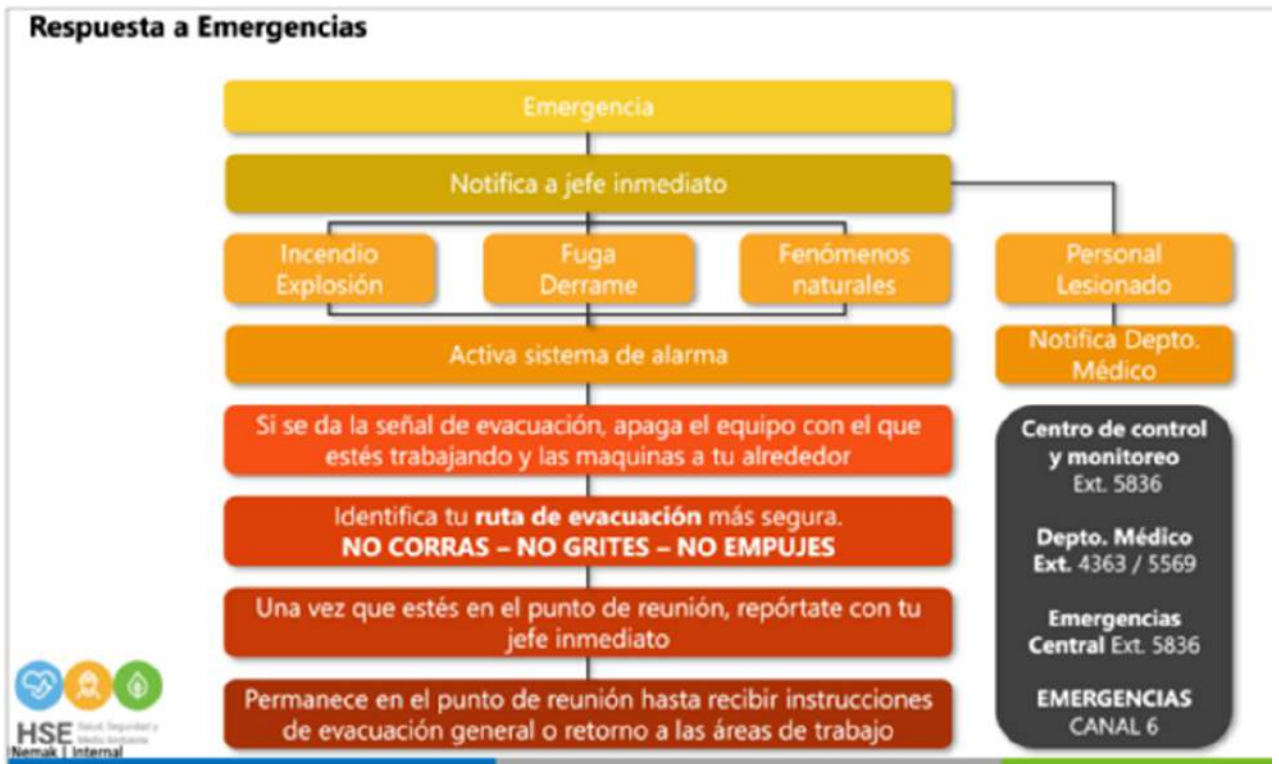 Respuesta a Emergencias
Emergencia
Notifica a jefe inmediato
Incendio
Explosión
Fuga
Derrame
Fenómenos
naturales
Personal
Lesionado
Activa sistema de alarma
Notifica Depto.
Médico
Si se da la señal de evacuación, apaga el equipo con el que
estés trabajando y las maquinas a tu alrededor
Identifica tu ruta de evacuación más segura.
NO CORRAS – NO GRITES – NO EMPUJES
Una vez que estés en el punto de reunión, repórtate con tu
jefe inmediato
Permanece en el punto de reunión hasta recibir instrucciones
de evacuación general o retorno a las áreas de trabajo
Centro de control
y monitoreo
Ext. 5836
Depto. Médico
Ext. 4363 / 5569
Emergencias
Central Ext. 5836
EMERGENCIAS
CANAL 6
HSE
Salud, Seguridad y
Medio Ambiente
Nemak | Internal